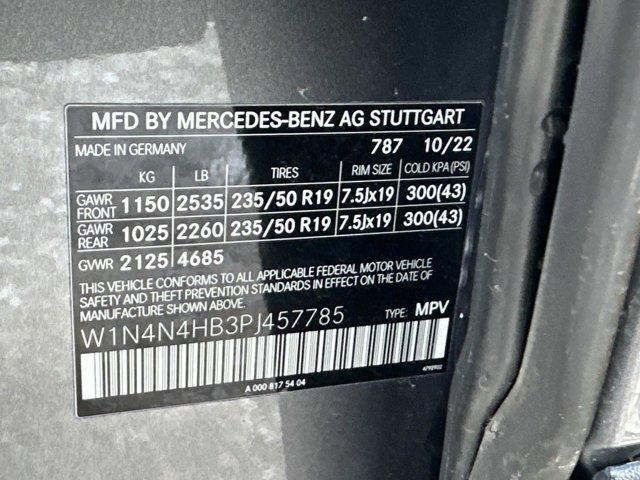 MFD BY MERCEDES-BENZ AG STUTTGART
MADE IN GERMANY 787 10/22
KG LB TIRES RIM SIZE COLD KPA(PSI)
GAWR FRONT 1150 2535 235/50 R19 7.5Jx19 300(43)
GAWR REAR 1025 2260 235/50 R19 7.5Jx19 300(43)
GVWR 2125 4685
THIS VEHICLE CONFORMS TO ALL APPLICABLE FEDERAL MOTOR VEHICLE
SAFETY AND THEFT PREVENTION STANDARDS IN EFFECT ON THE DATE
OF MANUFACTURE SHOWN ABOVE.
W1N4N4HB3PJ457785 TYPE: MPV
A 000 817 54 04